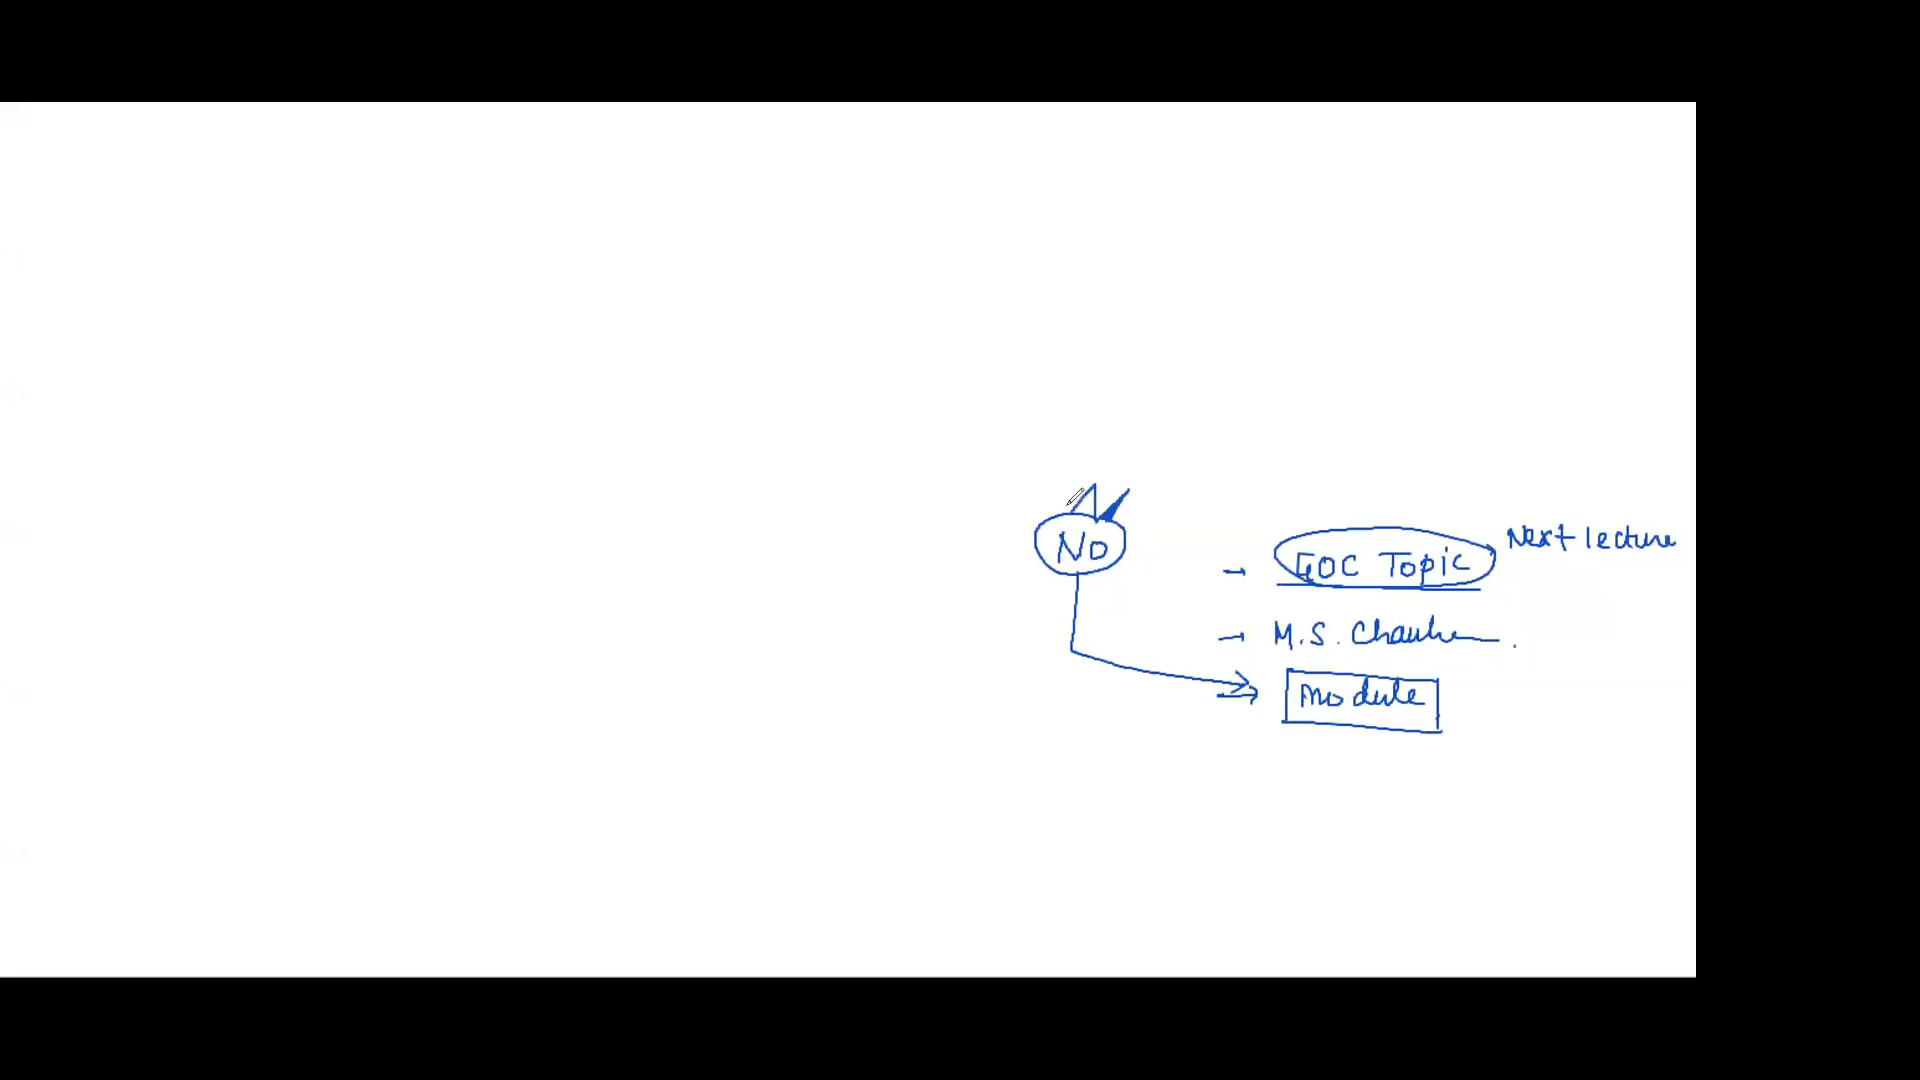 No
→ GOC Topic Next lecture
→ M.S. Chauhan
→ Module